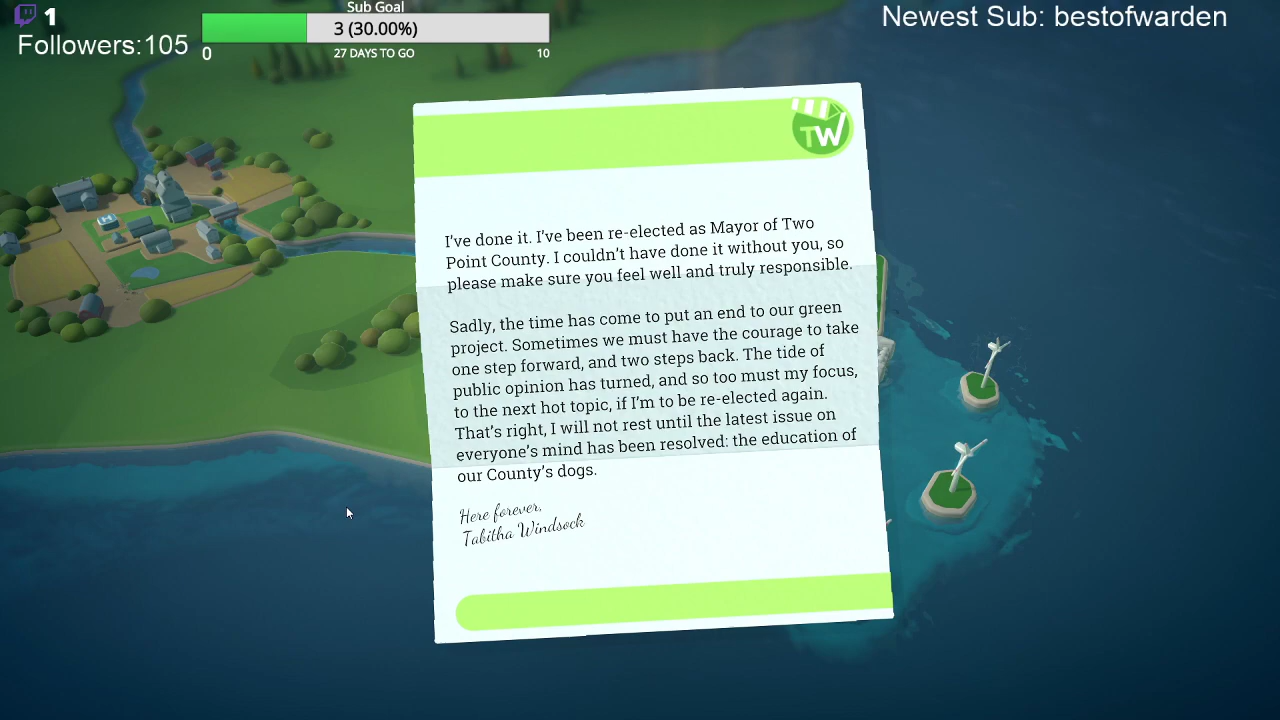 1
Followers:105
Sub Goal
3 (30.00%)
0
27 DAYS TO GO
10
Newest Sub: bestofwarden
TW
I've done it. I've been re-elected as Mayor of Two
Point County. I couldn't have done it without you, so
please make sure you feel well and truly responsible.
Sadly, the time has come to put an end to our green
project. Sometimes we must have the courage to take
one step forward, and two steps back. The tide of
public opinion has turned, and so too must my focus,
to the next hot topic, if I'm to be re-elected again.
That's right, I will not rest until the latest issue on
everyone's mind has been resolved: the education of
our County's dogs.
Here forever,
Tabitha Windsock